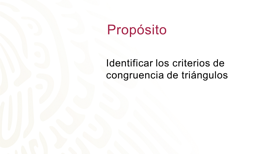 Propósito
Identificar los criterios de
congruencia de triángulos